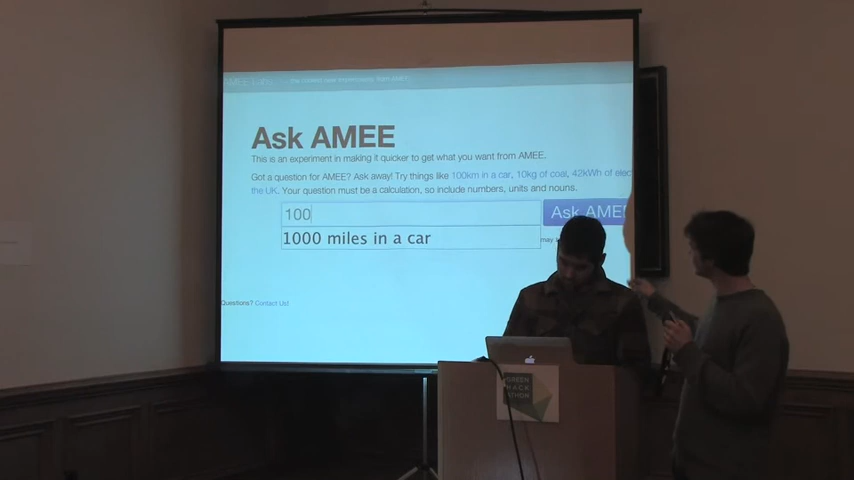 Ask AMEE
This is an experiment in making it quicker to get what you want from AMEE.
Got a question for AMEE? Ask away! Try things like 100km in a car, 10kg of coal, 42kWh of elec
the UK. Your question must be a calculation, so include numbers, units and nouns.
100
Ask AMEE
1000 miles in a car
may
Questions? Contact Us!
GREEN
HACK
ATHON